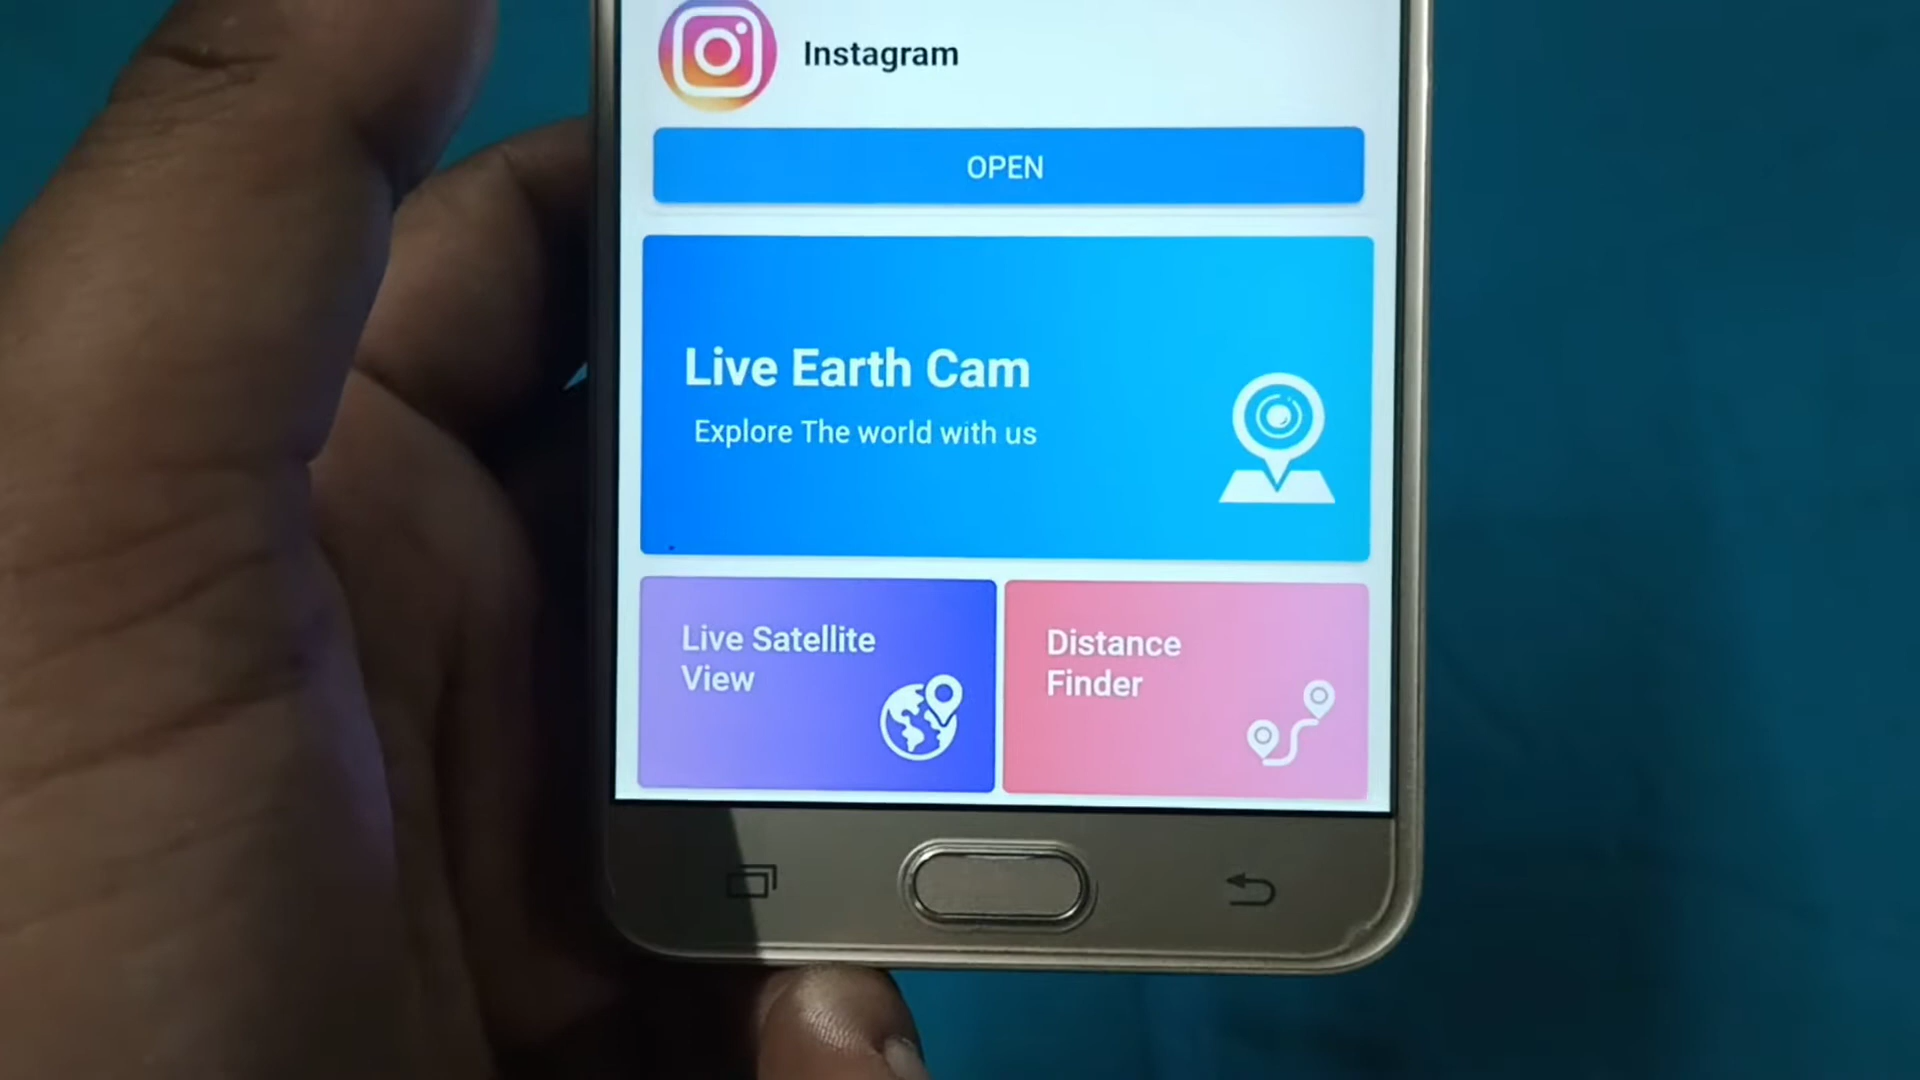 Instagram
OPEN
Live Earth Cam
Explore The world with us
Live Satellite
View
Distance
Finder